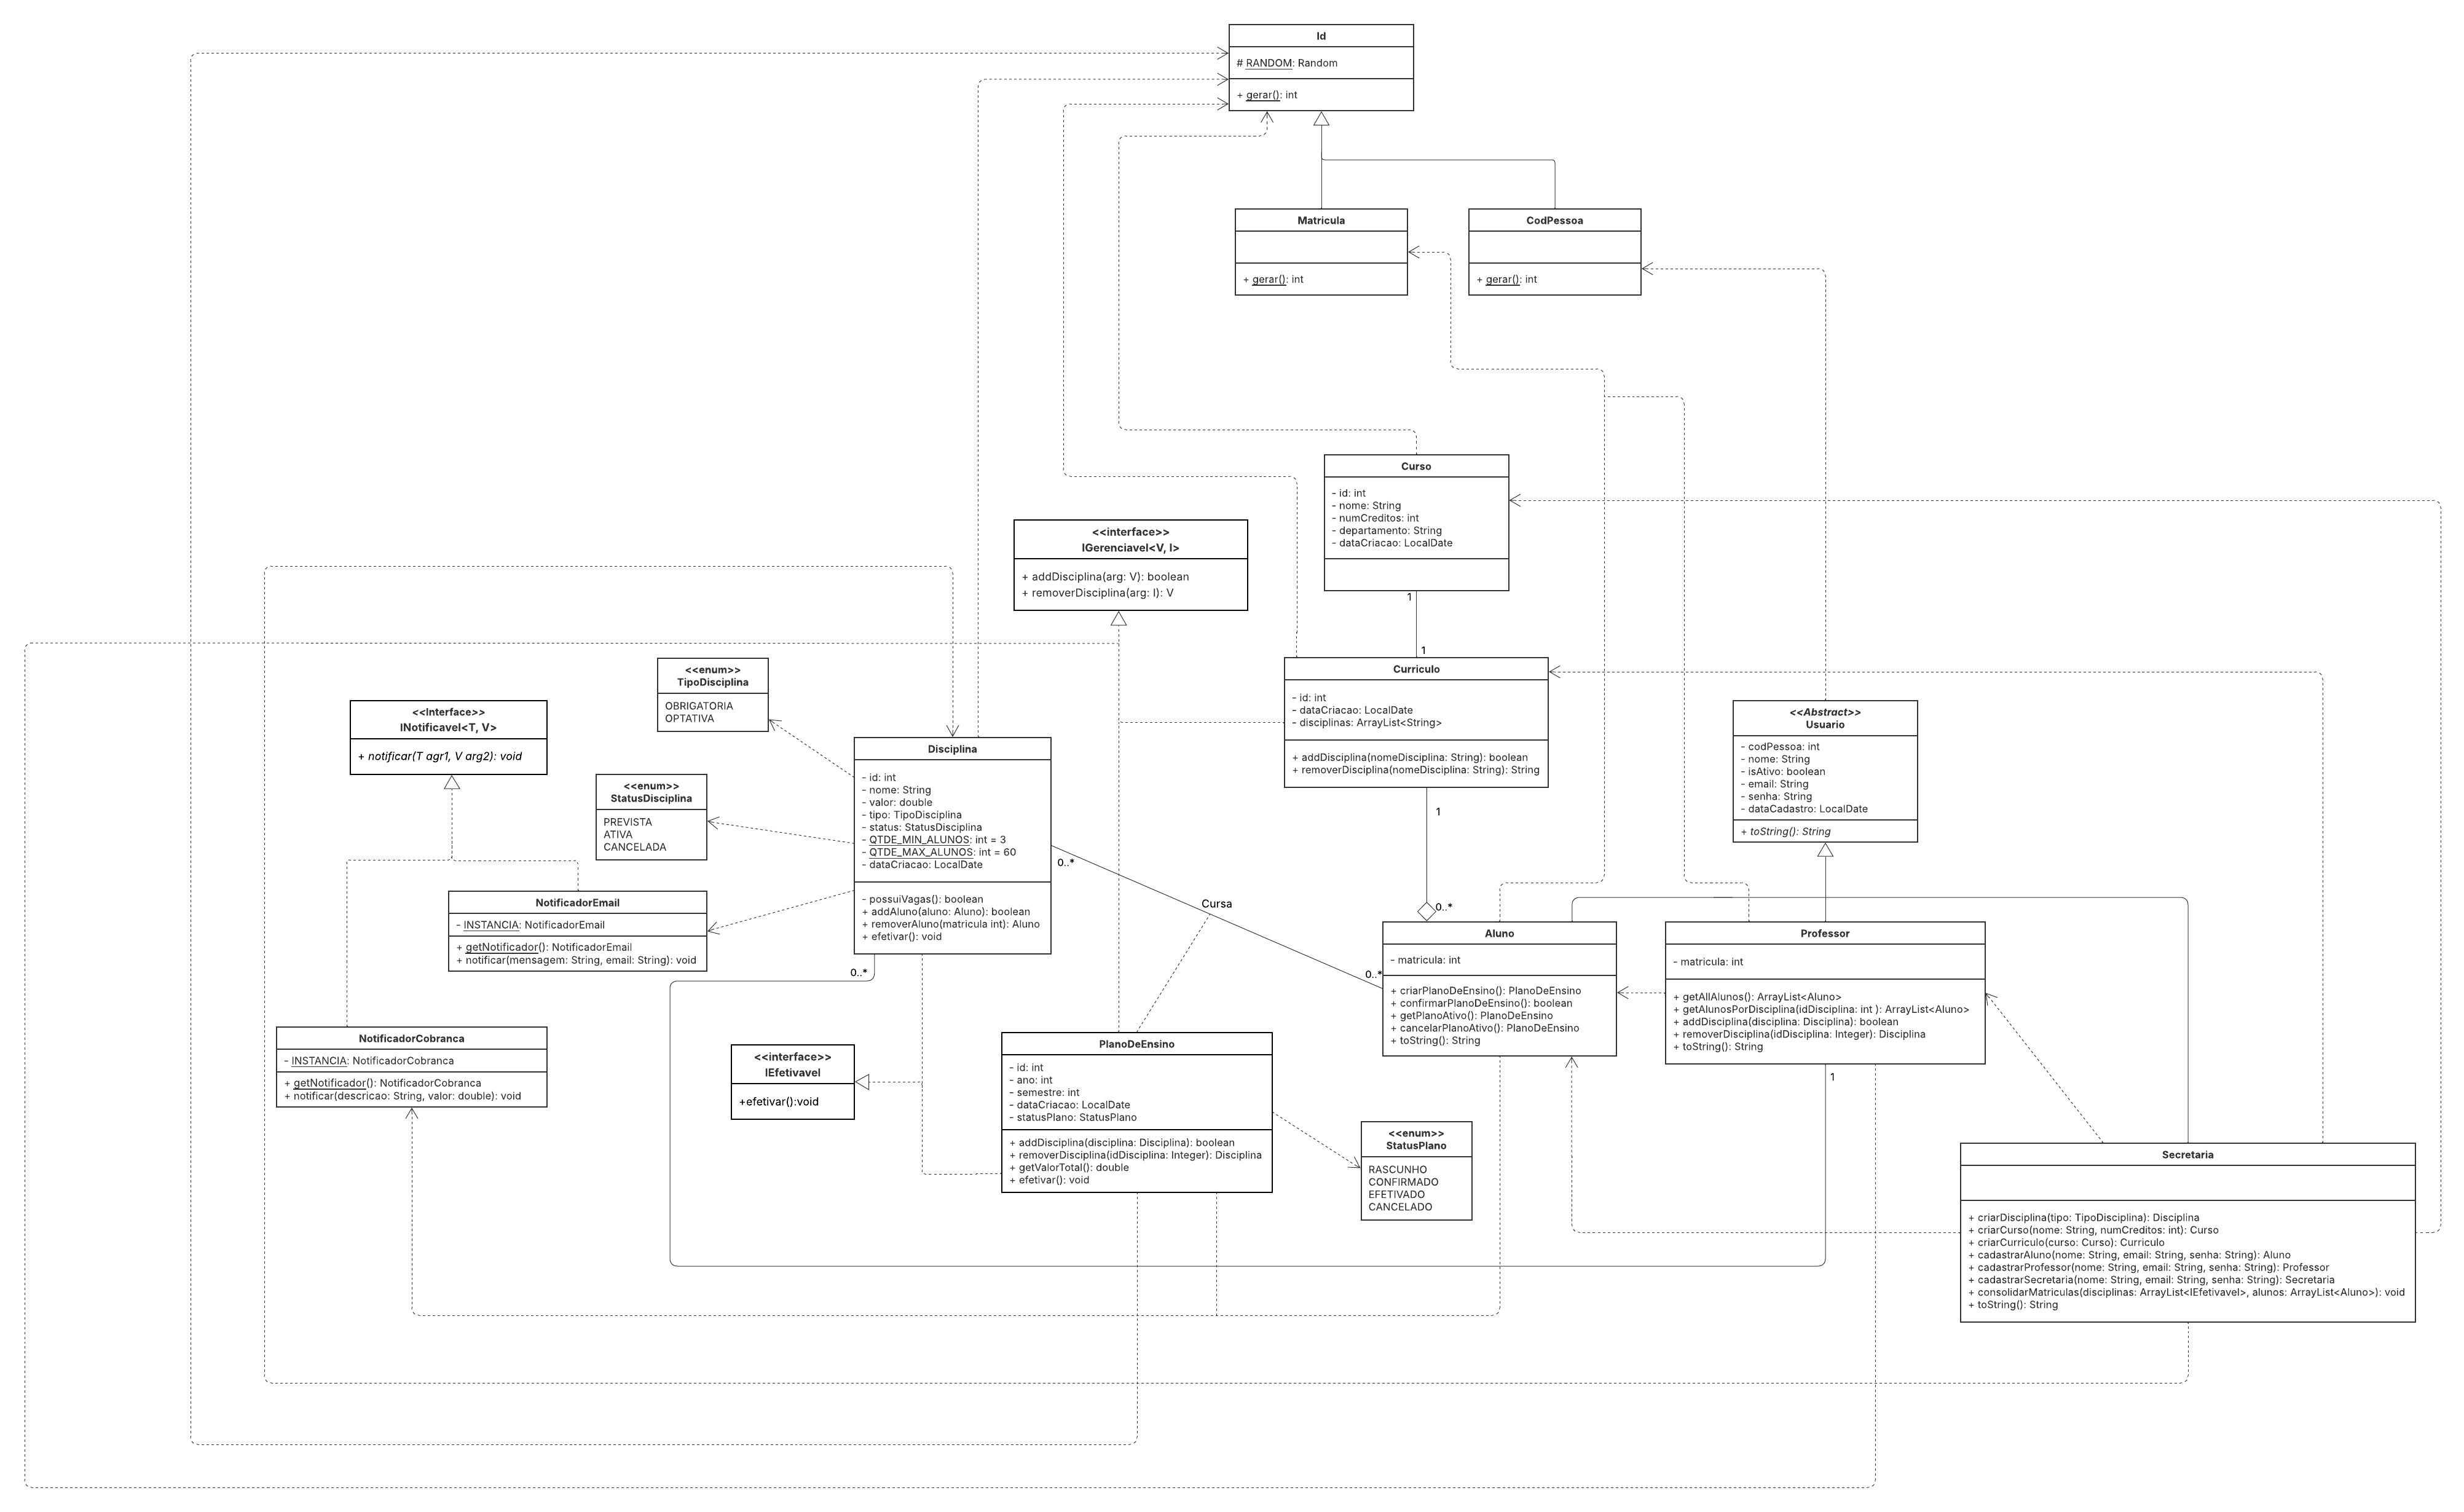 Id
# RANDOM: Random
+ gerar(): int
Matricula
+ gerar(): int
CodPessoa
+ gerar(): int
Curso
- id: int
- nome: String
- numCreditos: int
- departamento: String
- dataCriacao: LocalDate
1
1
<<interface>>
IGerenciavel<V, I>
+ addDisciplina(arg: V): boolean
+ removerDisciplina(arg: I): V
Curriculo
- id: int
- dataCriacao: LocalDate
- disciplinas: ArrayList<String>
+ addDisciplina(nomeDisciplina: String): boolean
+ removerDisciplina(nomeDisciplina: String): String
1
0..*
<<enum>>
TipoDisciplina
OBRIGATORIA
OPTATIVA
<<Interface>>
INotificavel<T, V>
+ notificar(T agr1, V arg2): void
<<enum>>
StatusDisciplina
PREVISTA
ATIVA
CANCELADA
Disciplina
- id: int
- nome: String
- valor: double
- tipo: TipoDisciplina
- status: StatusDisciplina
- QTDE_MIN_ALUNOS: int = 3
- QTDE_MAX_ALUNOS: int = 60
- dataCriacao: LocalDate
- possuiVagas(): boolean
+ addAluno(aluno: Aluno): boolean
+ removerAluno(matricula int): Aluno
+ efetivar(): void
0..*
0..*
Cursa
0..*
<<Abstract>>
Usuario
- codPessoa: int
- nome: String
- isAtivo: boolean
- email: String
- senha: String
- dataCadastro: LocalDate
+ toString(): String
NotificadorEmail
- INSTANCIA: NotificadorEmail
+ getNotificador(): NotificadorEmail
+ notificar(mensagem: String, email: String): void
Aluno
- matricula: int
+ criarPlanoDeEnsino(): PlanoDeEnsino
+ confirmarPlanoDeEnsino(): boolean
+ getPlanoAtivo(): PlanoDeEnsino
+ cancelarPlanoAtivo(): PlanoDeEnsino
+ toString(): String
Professor
- matricula: int
+ getAllAlunos(): ArrayList<Aluno>
+ getAlunosPorDisciplina(idDisciplina: int ): ArrayList<Aluno>
+ addDisciplina(disciplina: Disciplina): boolean
+ removerDisciplina(idDisciplina: Integer): Disciplina
+ toString(): String
1
NotificadorCobranca
- INSTANCIA: NotificadorCobranca
+ getNotificador(): NotificadorCobranca
+ notificar(descricao: String, valor: double): void
<<interface>>
IEfetivavel
+efetivar():void
PlanoDeEnsino
- id: int
- ano: int
- semestre: int
- dataCriacao: LocalDate
- statusPlano: StatusPlano
+ addDisciplina(disciplina: Disciplina): boolean
+ removerDisciplina(idDisciplina: Integer): Disciplina
+ getValorTotal(): double
+ efetivar(): void
<<enum>>
StatusPlano
RASCUNHO
CONFIRMADO
EFETIVADO
CANCELADO
Secretaria
+ criarDisciplina(tipo: TipoDisciplina): Disciplina
+ criarCurso(nome: String, numCreditos: int): Curso
+ criarCurriculo(curso: Curso): Curriculo
+ cadastrarAluno(nome: String, email: String, senha: String): Aluno
+ cadastrarProfessor(nome: String, email: String, senha: String): Professor
+ cadastrarSecretaria(nome: String, email: String, senha: String): Secretaria
+ consolidarMatriculas(disciplinas: ArrayList<IEfetivavel>, alunos: ArrayList<Aluno>): void
+ toString(): String